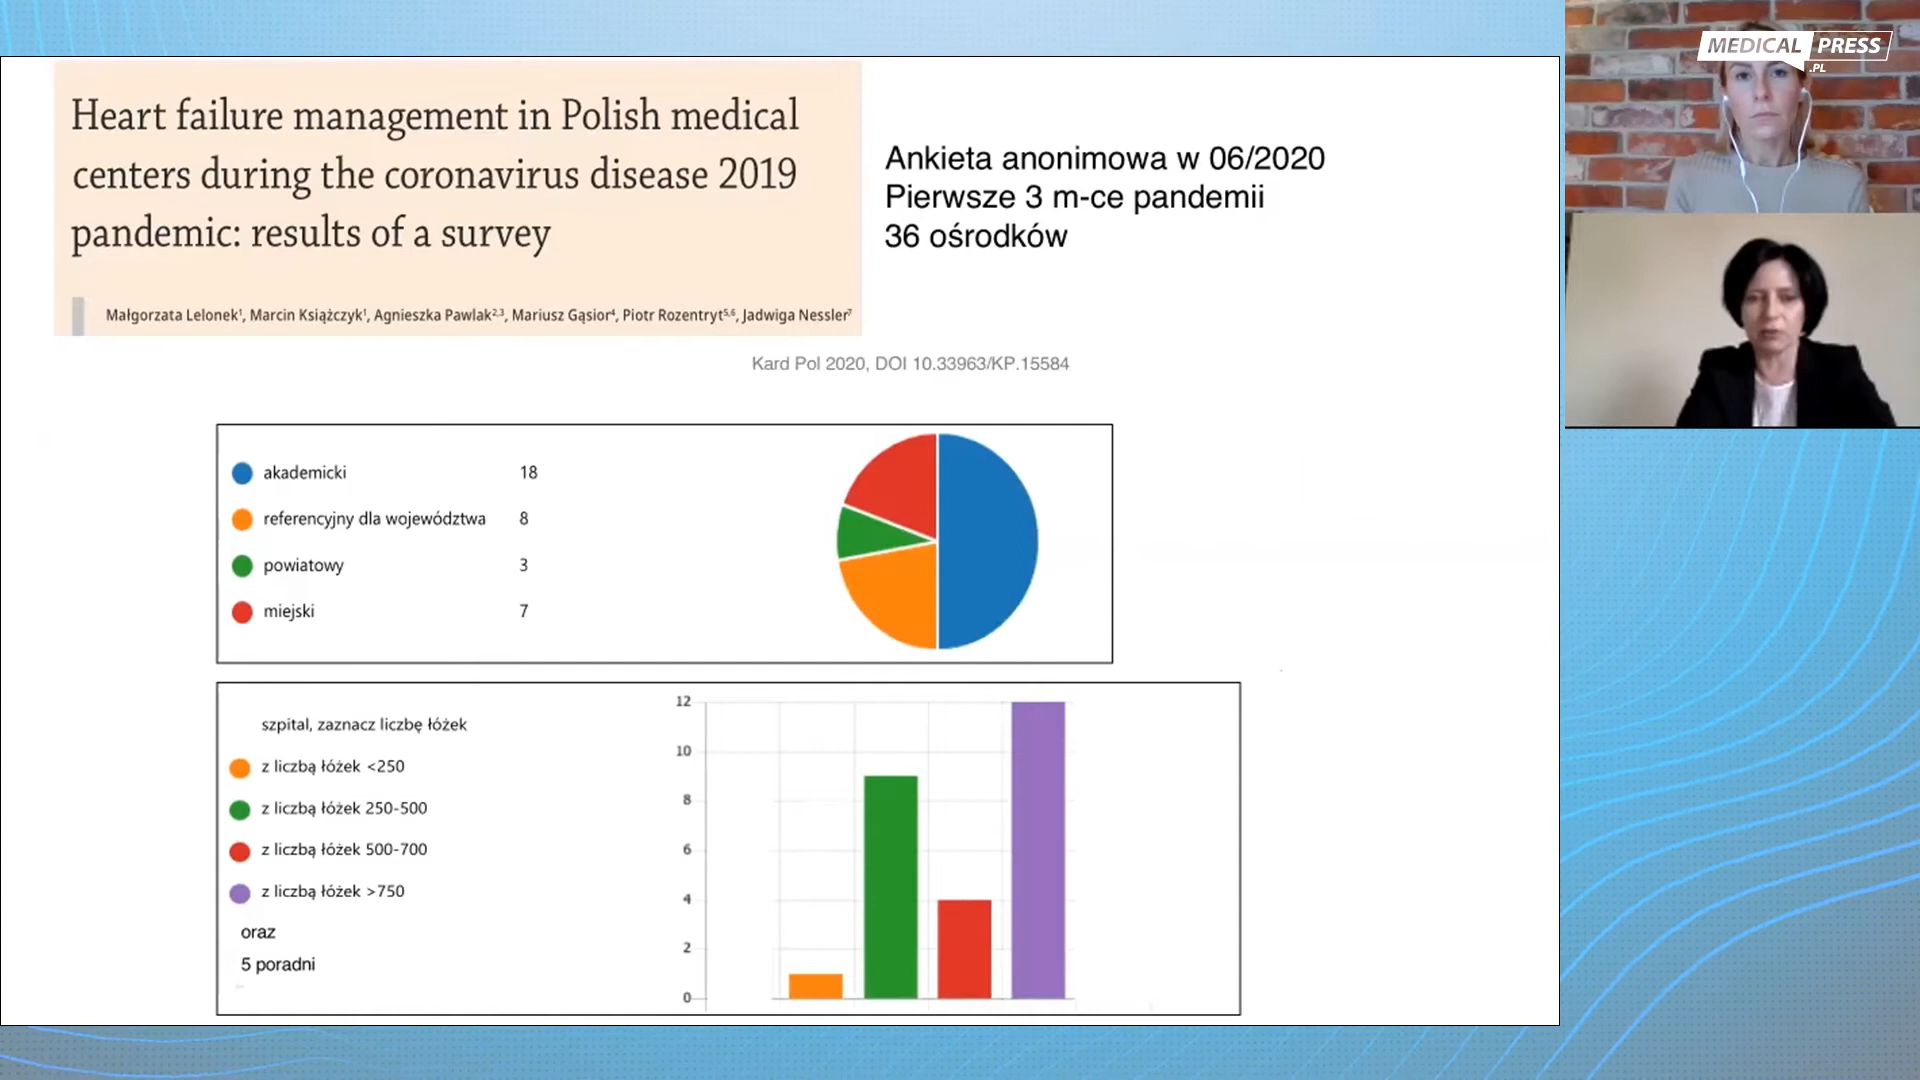 Heart failure management in Polish medical
centers during the coronavirus disease 2019
pandemic: results of a survey
Małgorzata Lelonek¹, Marcin Książczyk¹, Agnieszka Pawlak²,³, Mariusz Gąsior⁴, Piotr Rozentryt⁵,⁶, Jadwiga Nessler⁷
Ankieta anonimowa w 06/2020
Pierwsze 3 m-ce pandemii
36 ośrodków
Kard Pol 2020, DOI 10.33963/KP.15584
akademicki 18
referencyjny dla województwa 8
powiatowy 3
miejski 7
szpital, zaznacz liczbę łóżek
z liczbą łóżek <250
z liczbą łóżek 250-500
z liczbą łóżek 500-700
z liczbą łóżek >750
oraz
5 poradni
12
10
8
6
4
2
0
MEDICAL PRESS
.PL